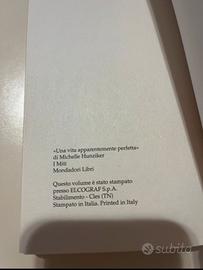 «Una vita apparentemente perfetta»
di Michelle Hunziker
I Miti
Mondadori Libri
Questo volume è stato stampato
presso ELCOGRAF S.p.A.
Stabilimento - Cles (TN)
Stampato in Italia. Printed in Italy
subito